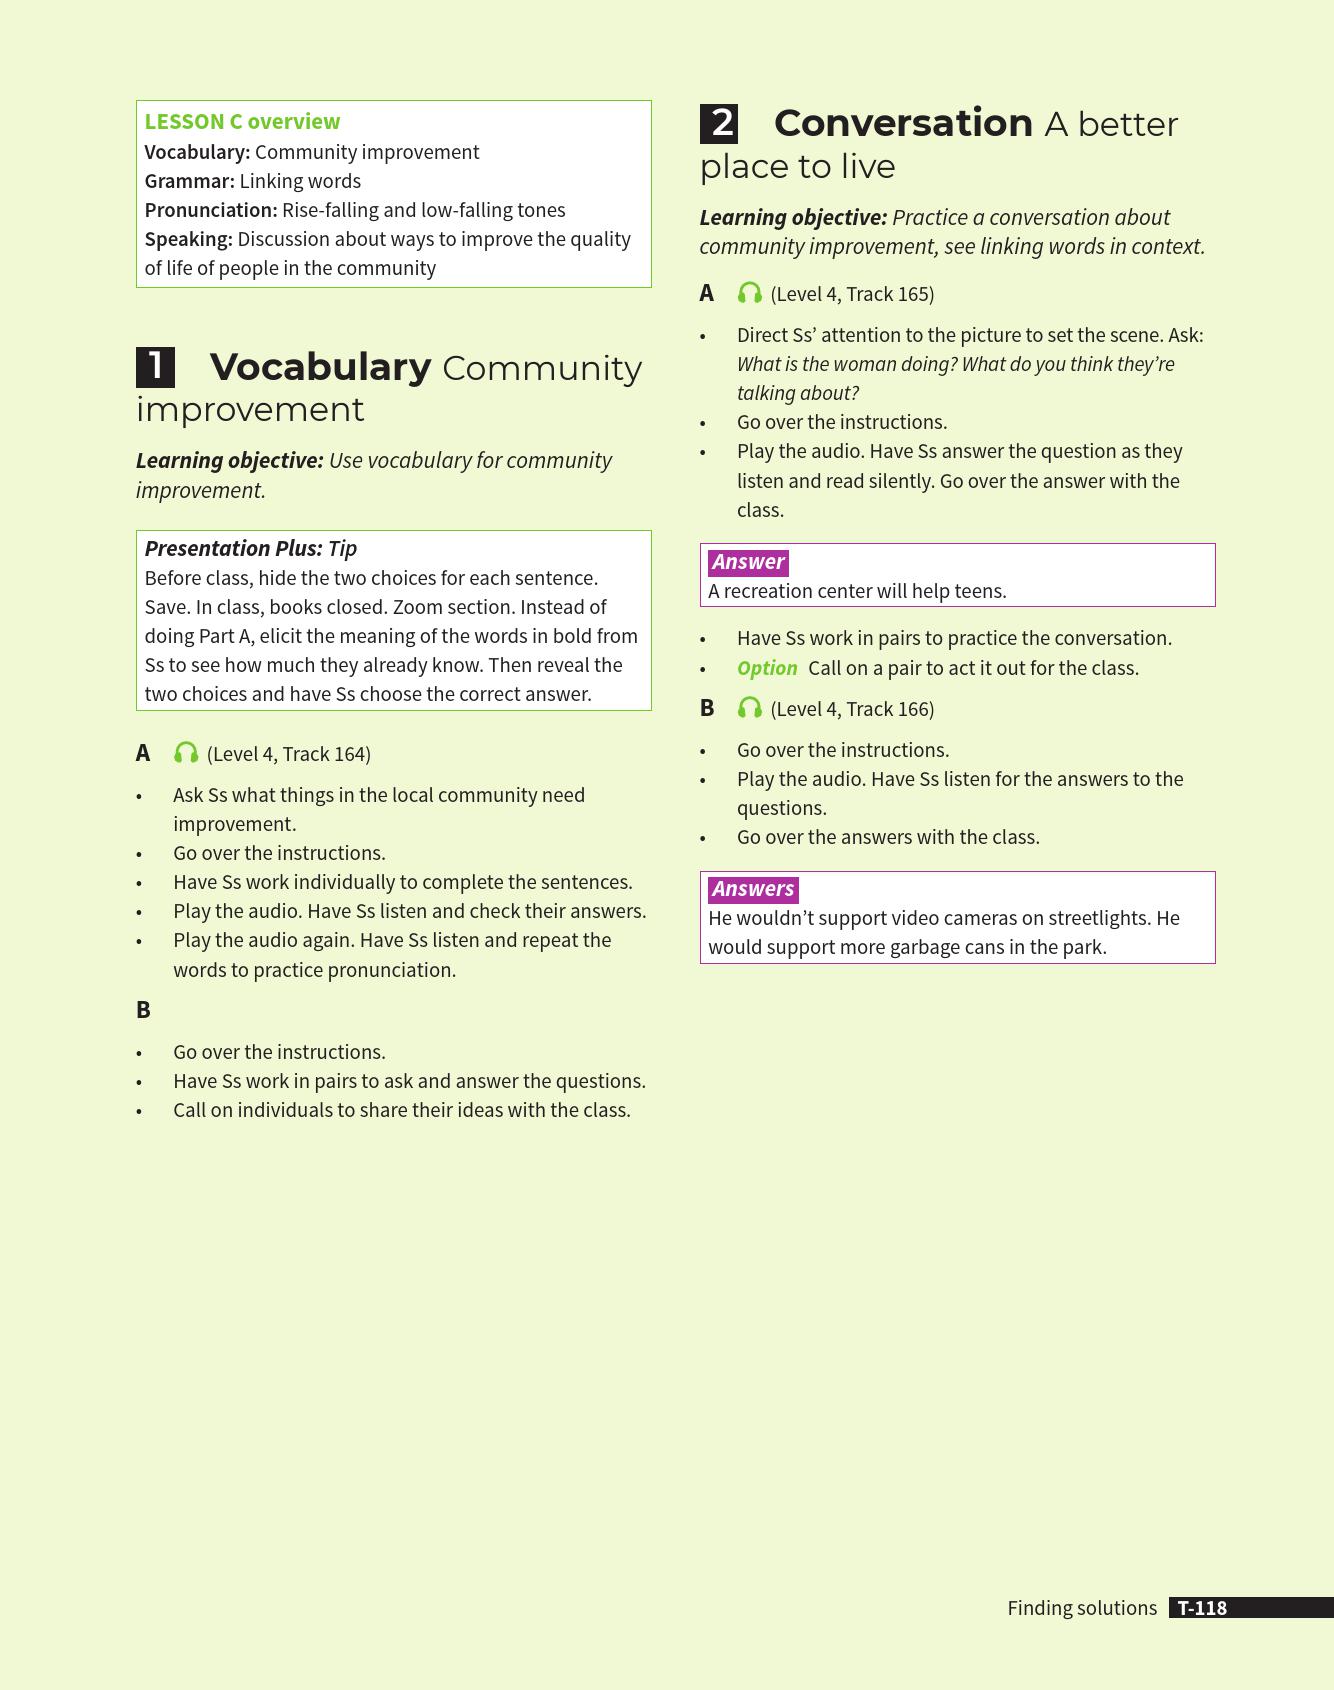 LESSON C overview
Vocabulary: Community improvement
Grammar: Linking words
Pronunciation: Rise-falling and low-falling tones
Speaking: Discussion about ways to improve the quality
of life of people in the community
1 Vocabulary Community
improvement
Learning objective: Use vocabulary for community
improvement.
Presentation Plus: Tip
Before class, hide the two choices for each sentence.
Save. In class, books closed. Zoom section. Instead of
doing Part A, elicit the meaning of the words in bold from
Ss to see how much they already know. Then reveal the
two choices and have Ss choose the correct answer.
A (Level 4, Track 164)
• Ask Ss what things in the local community need
improvement.
• Go over the instructions.
• Have Ss work individually to complete the sentences.
• Play the audio. Have Ss listen and check their answers.
• Play the audio again. Have Ss listen and repeat the
words to practice pronunciation.
B
• Go over the instructions.
• Have Ss work in pairs to ask and answer the questions.
• Call on individuals to share their ideas with the class.
2 Conversation A better
place to live
Learning objective: Practice a conversation about
community improvement, see linking words in context.
A (Level 4, Track 165)
• Direct Ss’ attention to the picture to set the scene. Ask:
What is the woman doing? What do you think they’re
talking about?
• Go over the instructions.
• Play the audio. Have Ss answer the question as they
listen and read silently. Go over the answer with the
class.
Answer
A recreation center will help teens.
• Have Ss work in pairs to practice the conversation.
• Option Call on a pair to act it out for the class.
B (Level 4, Track 166)
• Go over the instructions.
• Play the audio. Have Ss listen for the answers to the
questions.
• Go over the answers with the class.
Answers
He wouldn’t support video cameras on streetlights. He
would support more garbage cans in the park.
Finding solutions T-118